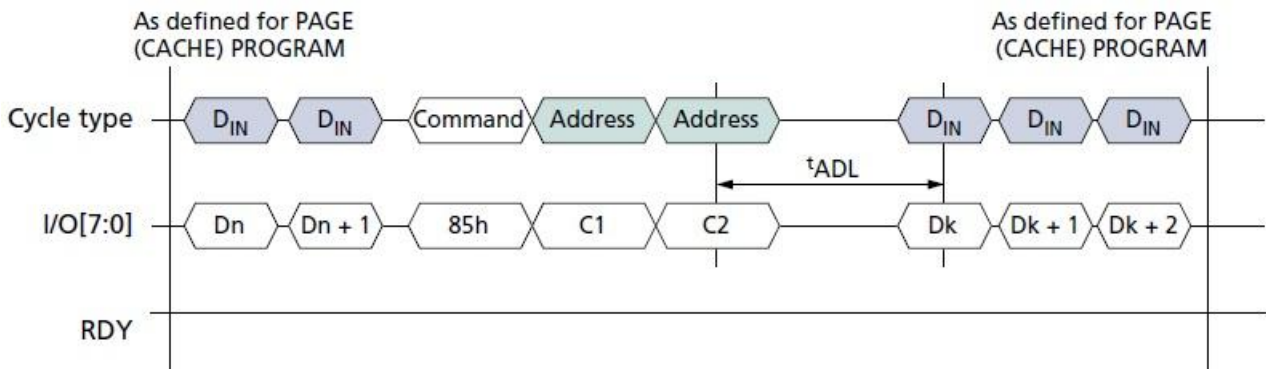 As defined for PAGE
(CACHE) PROGRAM
As defined for PAGE
(CACHE) PROGRAM
Cycle type
DIN
DIN
Command
Address
Address
DIN
DIN
DIN
tADL
I/O[7:0]
Dn
Dn + 1
85h
C1
C2
Dk
Dk + 1
Dk + 2
RDY